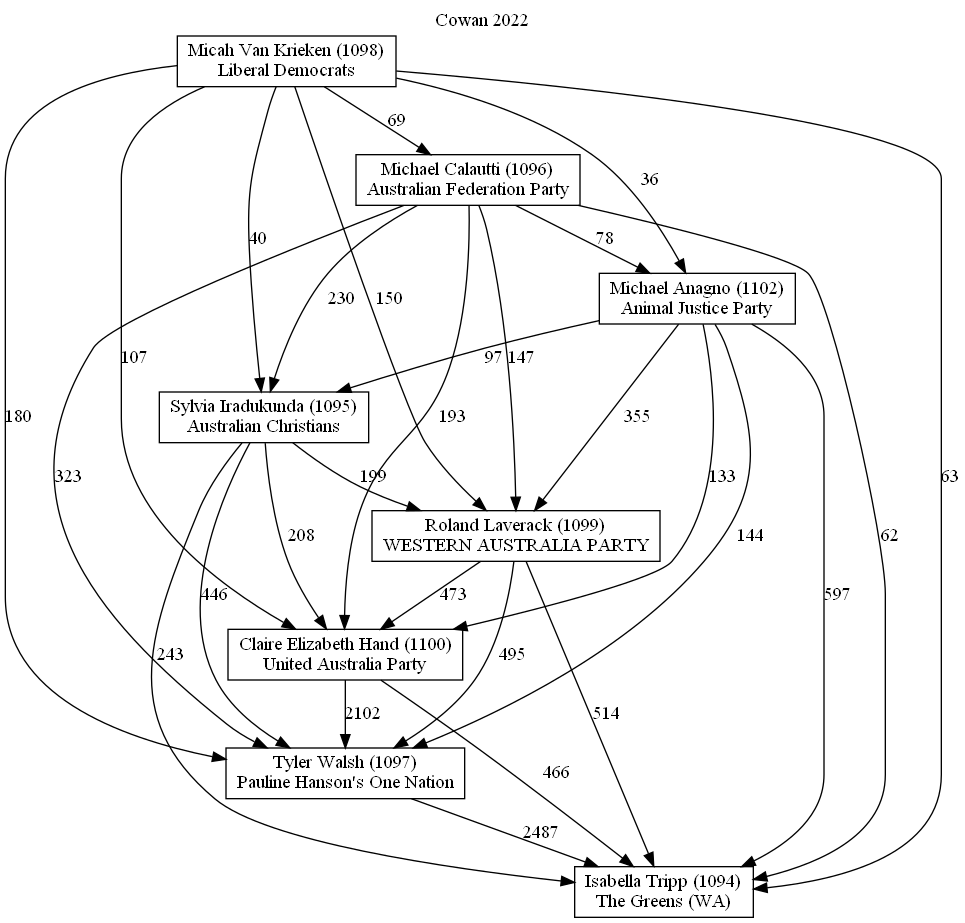 Cowan 2022
Micah Van Krieken (1098)
Liberal Democrats
69
Michael Calautti (1096)
Australian Federation Party
36
40
78
230
150
Michael Anagno (1102)
Animal Justice Party
107
97
147
Sylvia Iradukunda (1095)
Australian Christians
180
193
355
323
199
133
63
Roland Laverack (1099)
WESTERN AUSTRALIA PARTY
208
144
62
446
473
597
Claire Elizabeth Hand (1100)
United Australia Party
243
495
2102
514
Tyler Walsh (1097)
Pauline Hanson's One Nation
466
2487
Isabella Tripp (1094)
The Greens (WA)